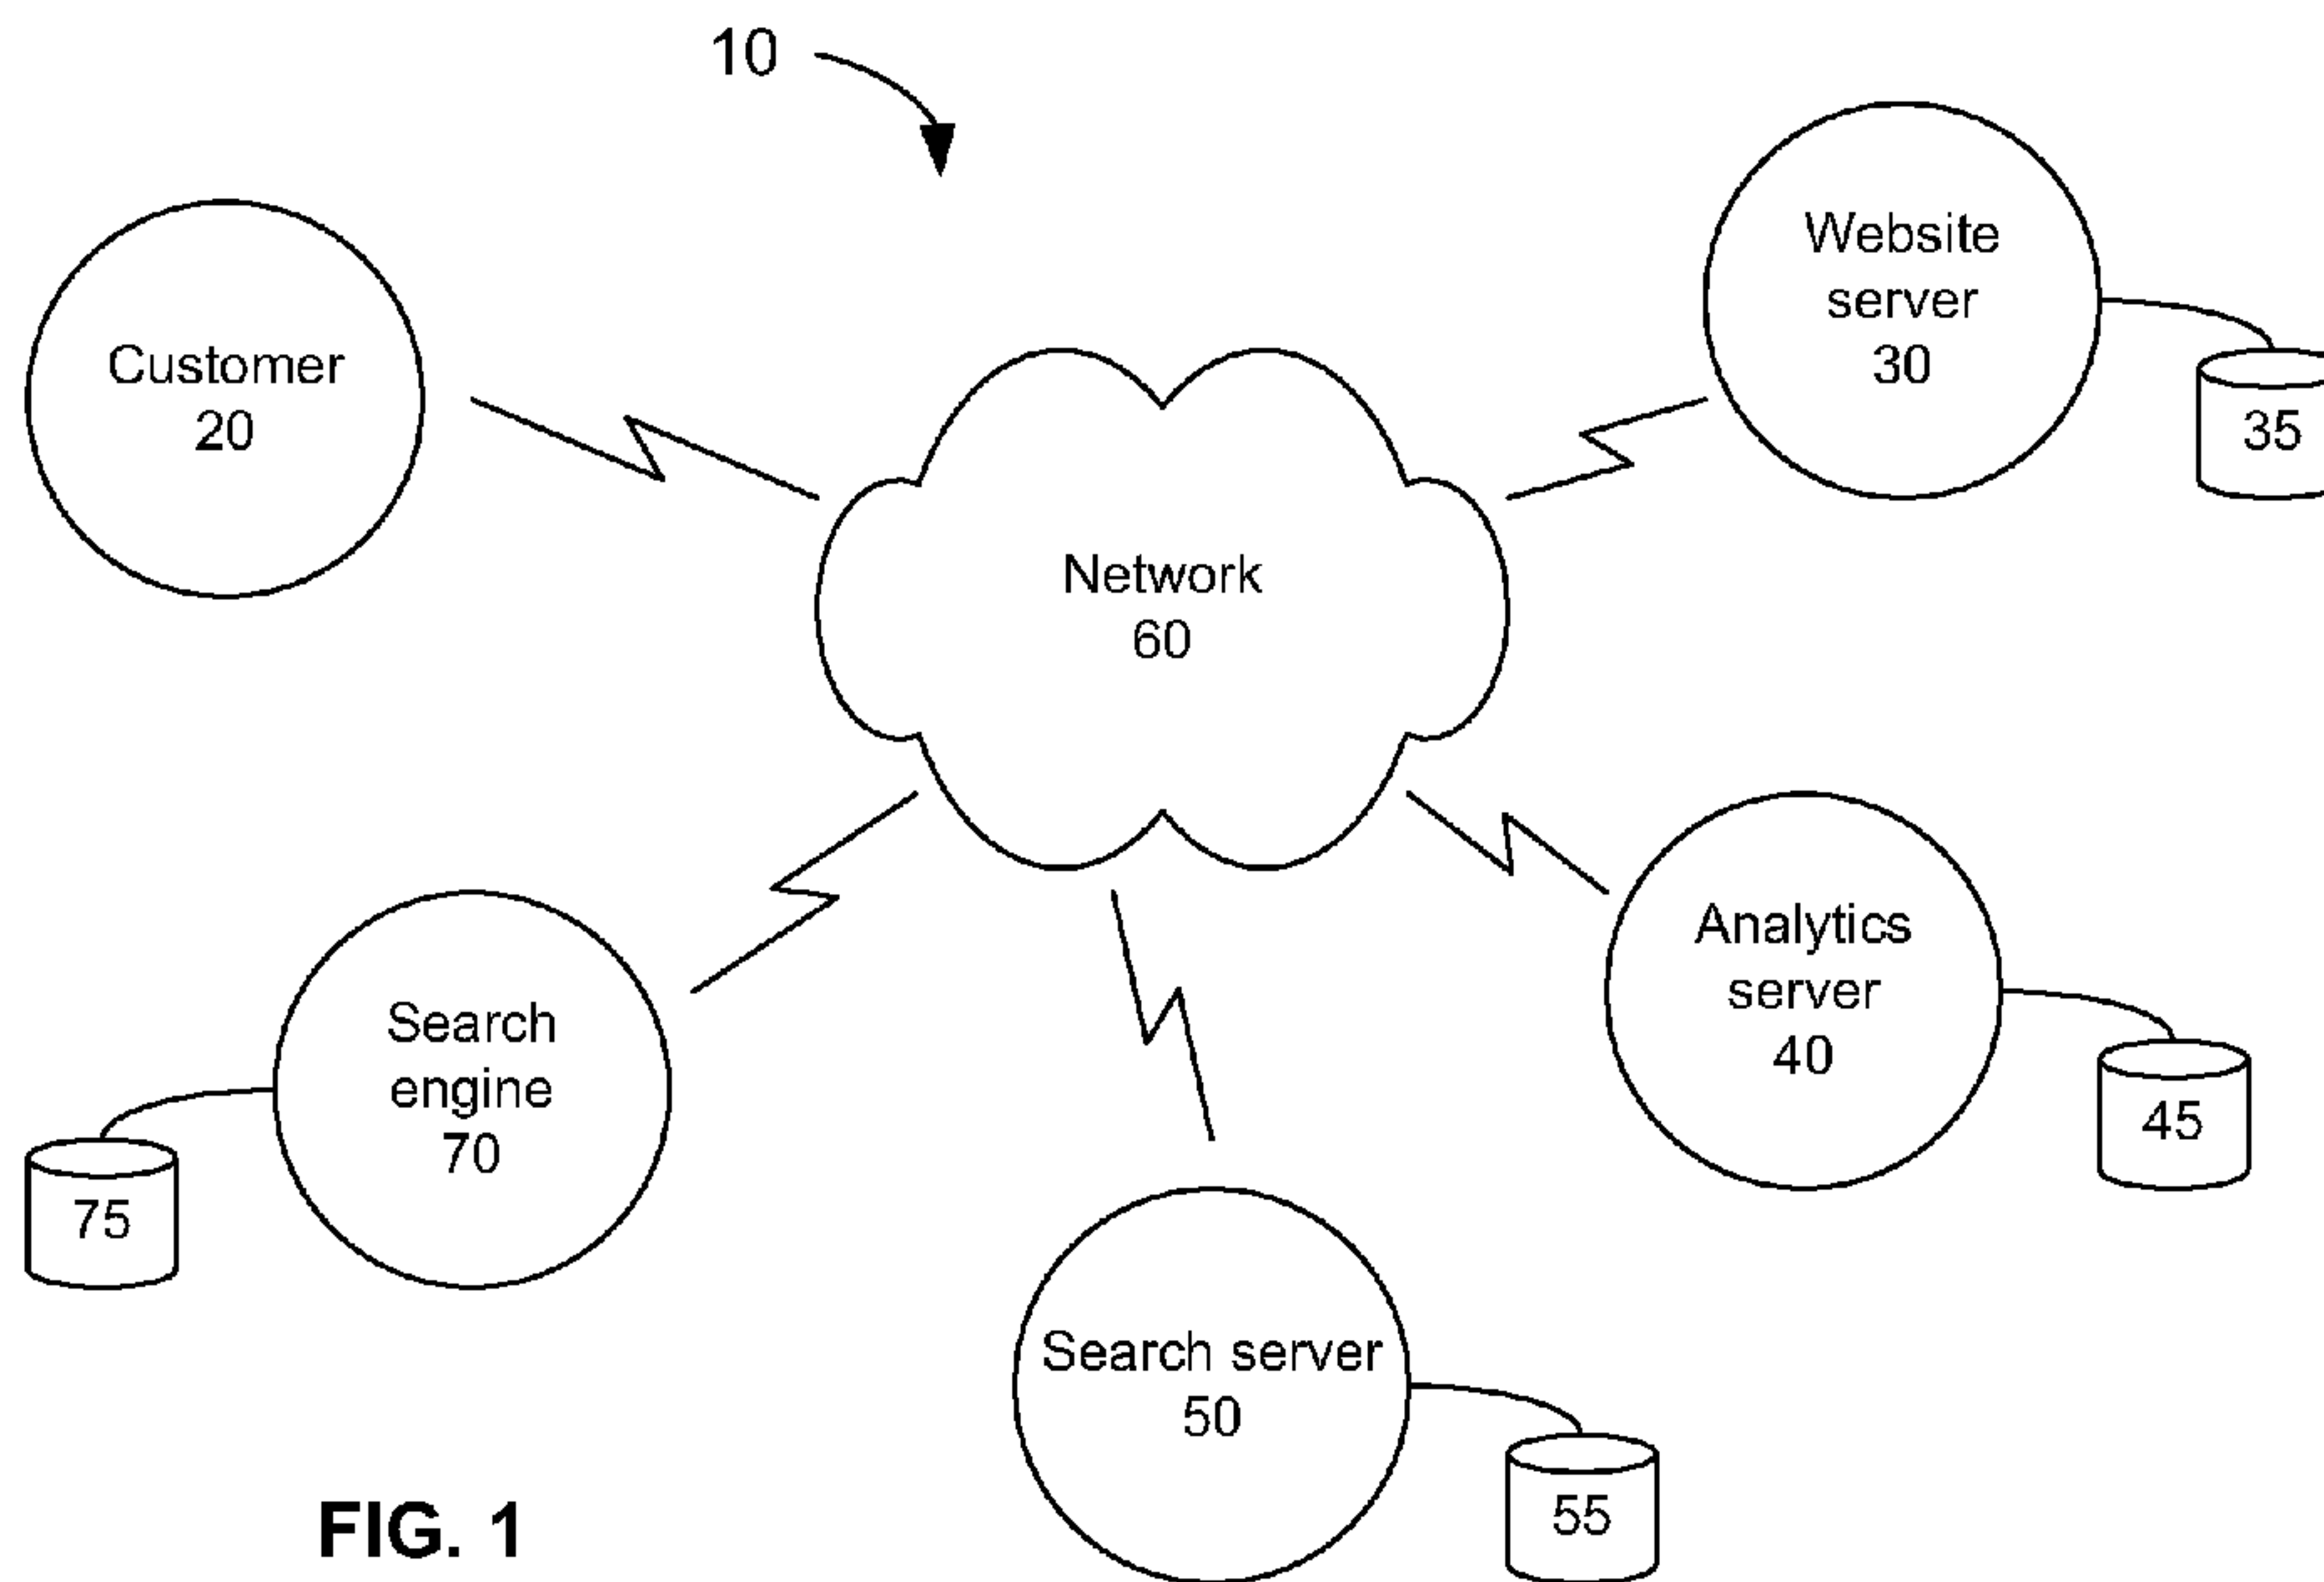 10
Website
server
30
35
Customer
20
Network
60
Analytics
server
40
45
Search
engine
70
75
Search server
50
55
FIG. 1